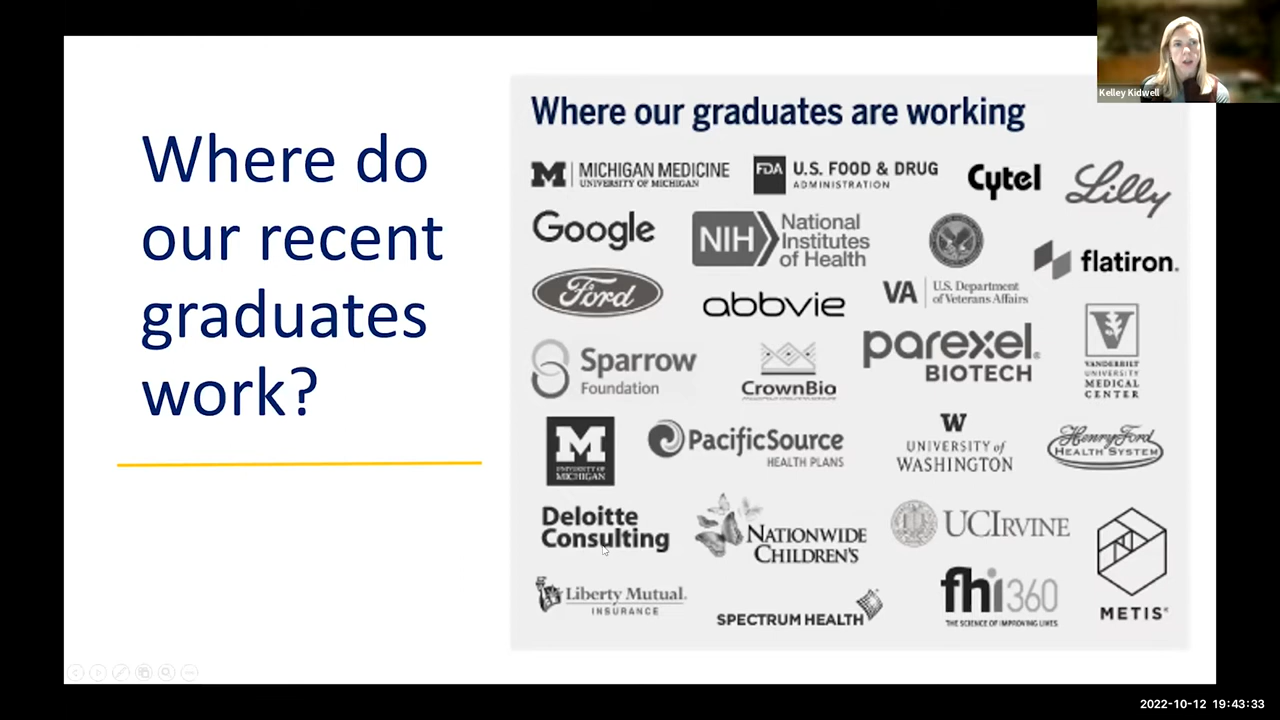 Where do
our recent
graduates
work?
Kelley Kidwell
Where our graduates are working
M MICHIGAN MEDICINE
UNIVERSITY OF MICHIGAN
FDA U.S. FOOD & DRUG
ADMINISTRATION
Cytel
Lilly
Google
NIH National
Institutes
of Health
flatiron.
Ford
abbvie
VA U.S. Department
of Veterans Affairs
Sparrow
Foundation
CrownBio
parexel®
BIOTECH
V
VANDERBILT
UNIVERSITY
MEDICAL
CENTER
M
UNIVERSITY OF
MICHIGAN
PacificSource
HEALTH PLANS
W
UNIVERSITY of
WASHINGTON
Henry Ford
HEALTH SYSTEM
Deloitte
Consulting
NATIONWIDE
CHILDREN'S
UCIRVINE
METIS
Liberty Mutual.
INSURANCE
SPECTRUM HEALTH
fhi360
THE SCIENCE OF IMPROVING LIVES
2022-10-12 19:43:33